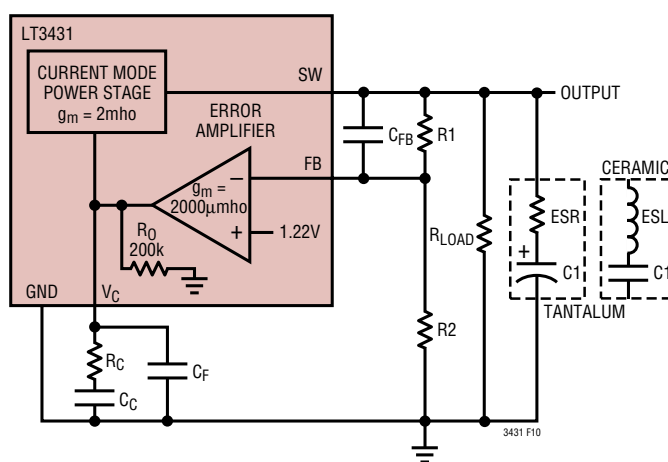 LT3431
CURRENT MODE
POWER STAGE
gm = 2mho
SW
OUTPUT
ERROR
AMPLIFIER
CFB
R1
FB
CERAMIC
gm =
2000µmho
–
+
1.22V
RO
200k
RLOAD
ESR
ESL
+
C1
C1
TANTALUM
GND
VC
R2
RC
CF
CC
3431 F10